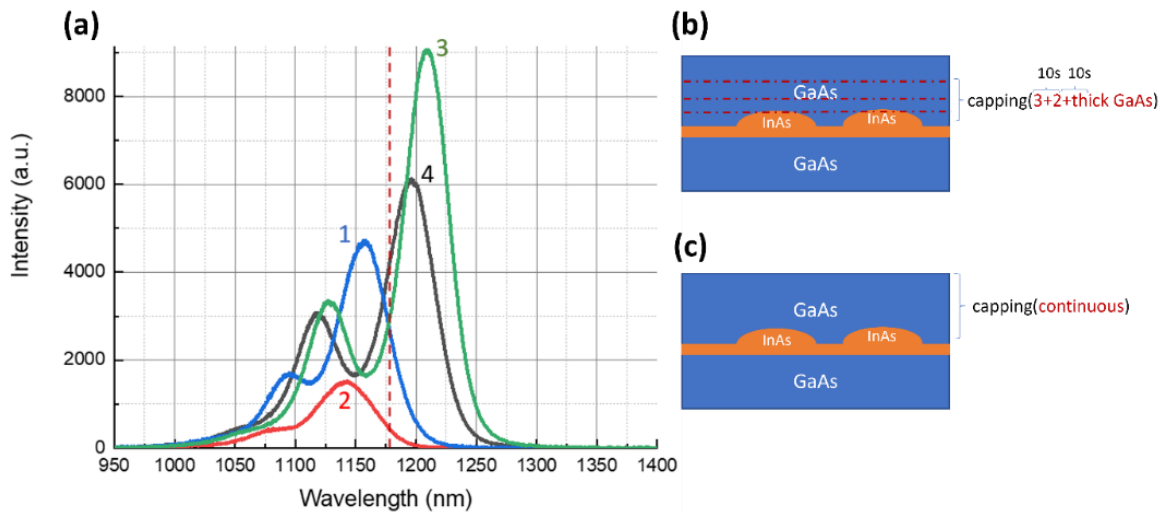 (a)
Intensity (a.u.)
8000
6000
4000
2000
0
1
2
3
4
950 1000 1050 1100 1150 1200 1250 1300 1350 1400
Wavelength (nm)
(b)
10s 10s
GaAs
capping(3+2+thick GaAs)
InAs InAs
GaAs
(c)
GaAs
capping(continuous)
InAs InAs
GaAs